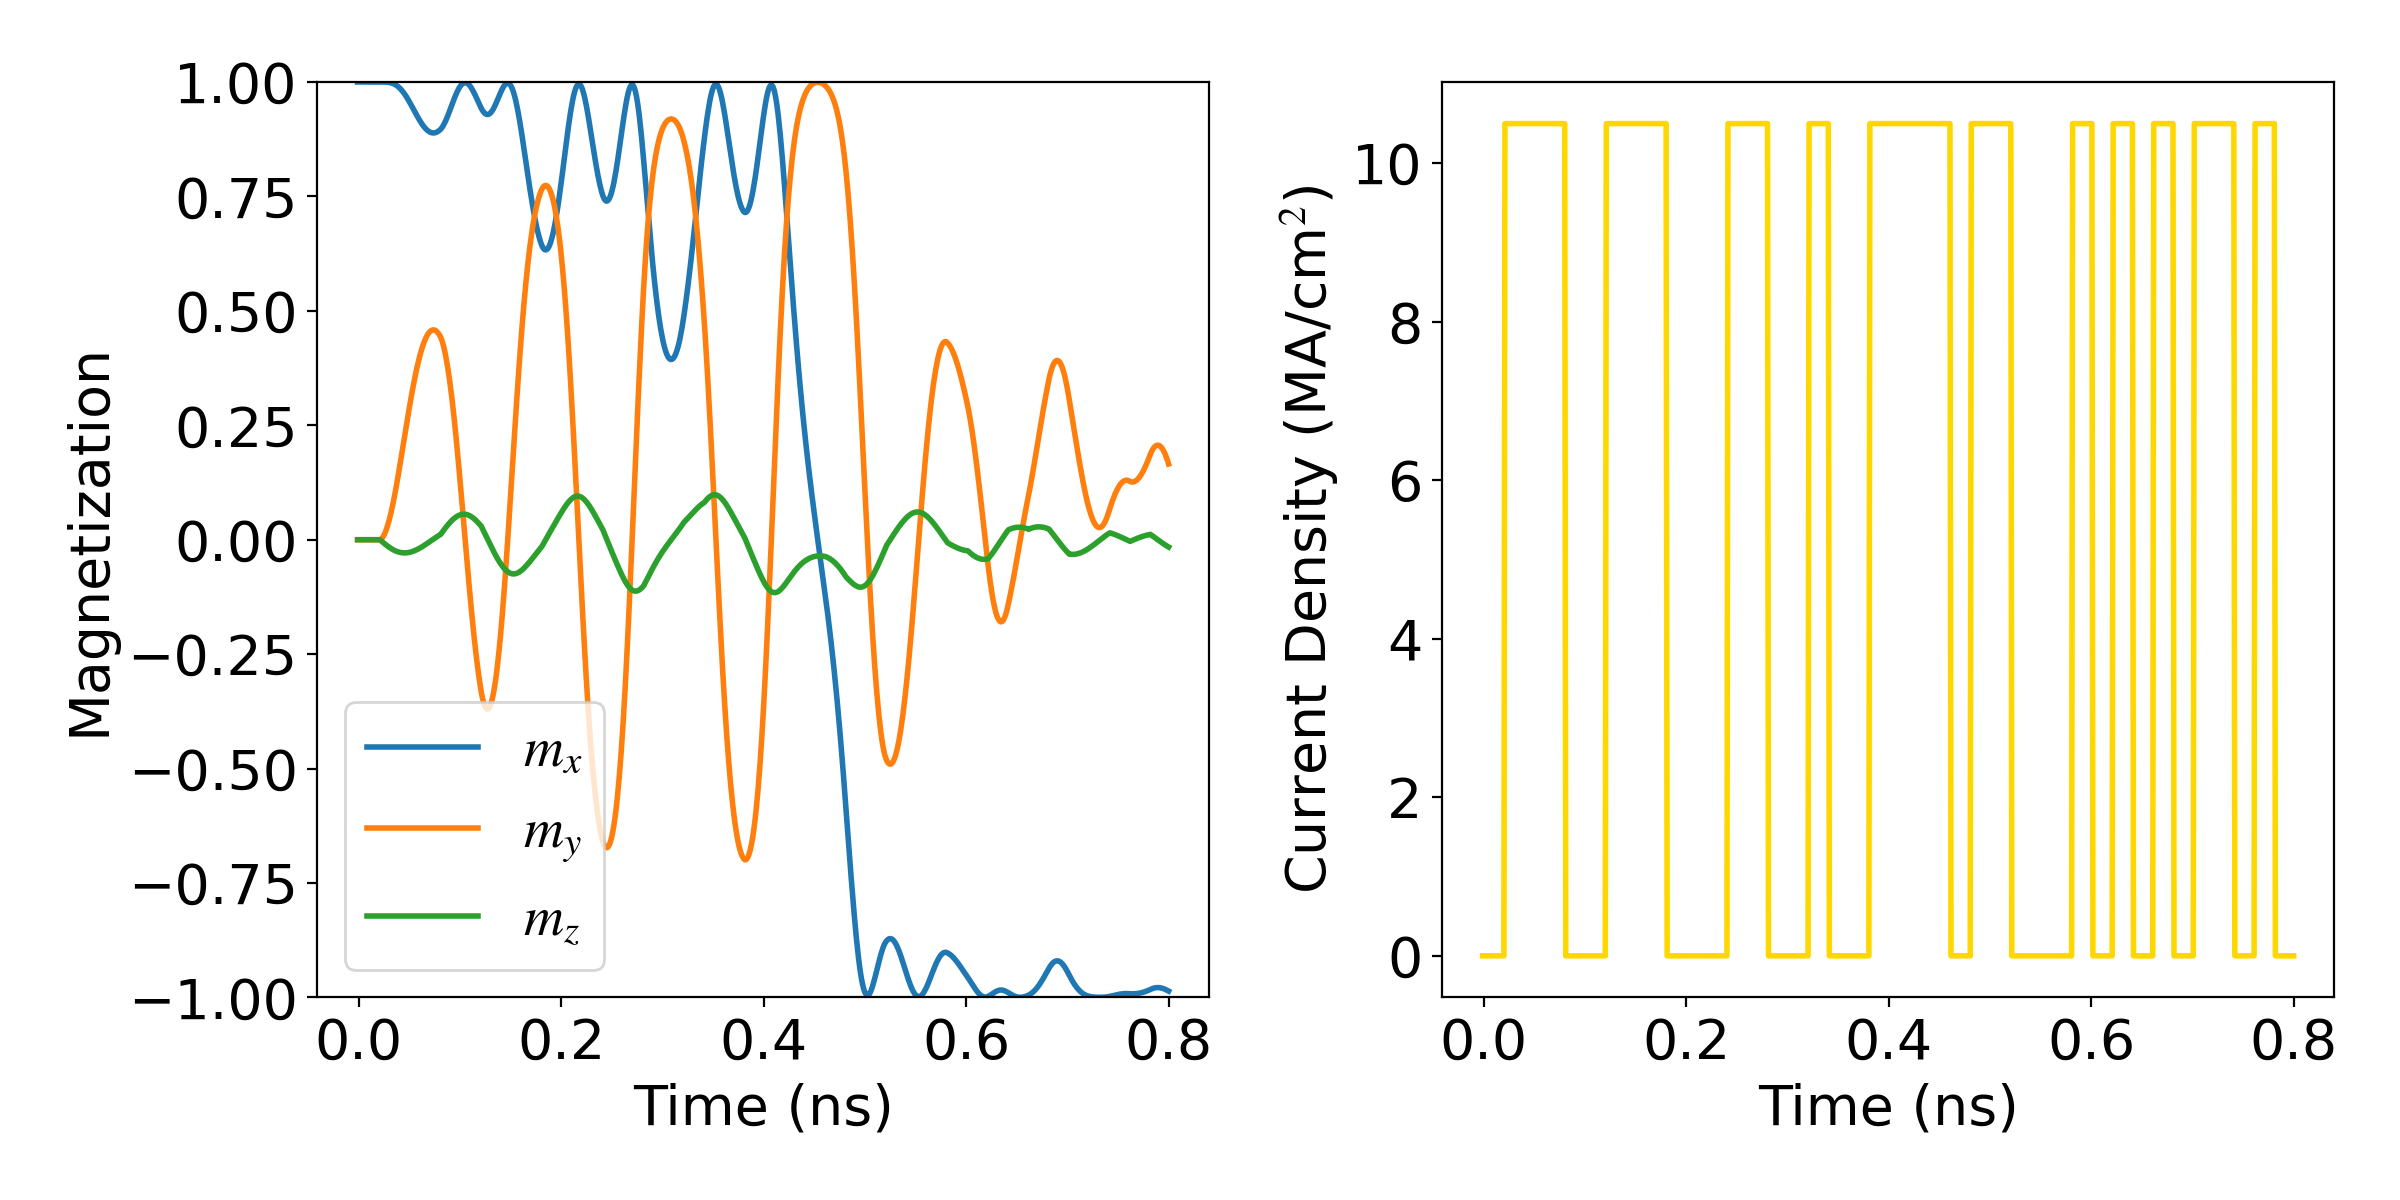 1.00
0.75
0.50
0.25
0.00
−0.25
−0.50
−0.75
−1.00
Magnetization
m_x
m_y
m_z
0.0 0.2 0.4 0.6 0.8
Time (ns)
10
8
6
4
2
0
Current Density (MA/cm²)
0.0 0.2 0.4 0.6 0.8
Time (ns)